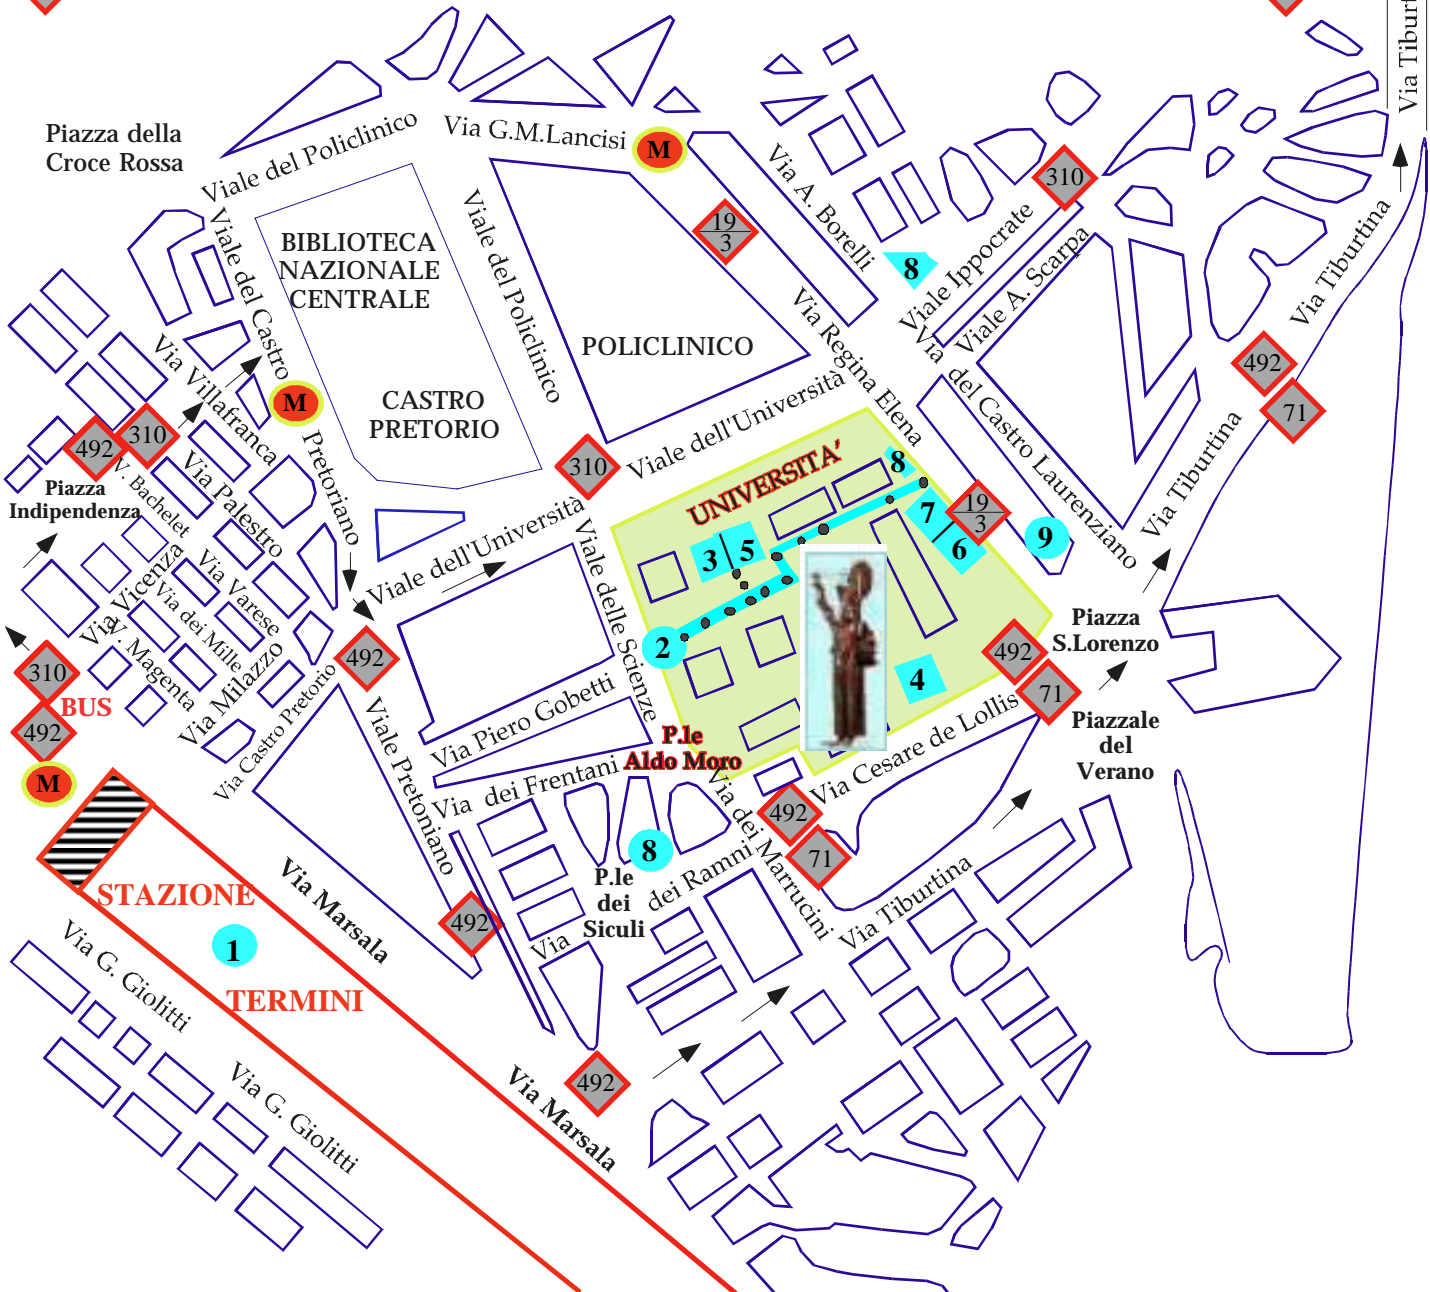 Via Tiburt
Via Tiburt
Piazza della
Croce Rossa
Viale del Policlinico
Via G.M.Lancisi
M
Via A. Borelli
310
19
3
8
Viale del Castro
BIBLIOTECA
NAZIONALE
CENTRALE
Viale del Policlinico
Viale Ippocrate
Viale A. Scarpa
Via Tiburtina
POLICLINICO
Via Regina Elena
Via del Castro Laurenziano
Via Villafranca
M
CASTRO
PRETORIO
492
71
492
310
Pretoriano
310
Viale dell'Università
Via Tiburtina
Piazza
Indipendenza
V. Bachelet
Via Palestro
UNIVERSITA'
8
7
6
19
3
9
3
5
Viale dell'Università
Viale delle Scienze
Via Vicenza
Via Varese
Via dei Mille
V. Magenta
Via Milazzo
Via Castro Pretorio
492
2
4
Piazza
S.Lorenzo
492
71
310
BUS
492
M
Viale Pretoniano
Via Piero Gobetti
P.le
Aldo Moro
Via Cesare de Lollis
Piazzale
del
Verano
Via dei Frentani
Via dei Marrucini
492
71
8
P.le
dei
Siculi
Via dei Ramni
Via Tiburtina
STAZIONE
1
TERMINI
Via Marsala
492
Via G. Giolitti
Via G. Giolitti
492
Via Marsala